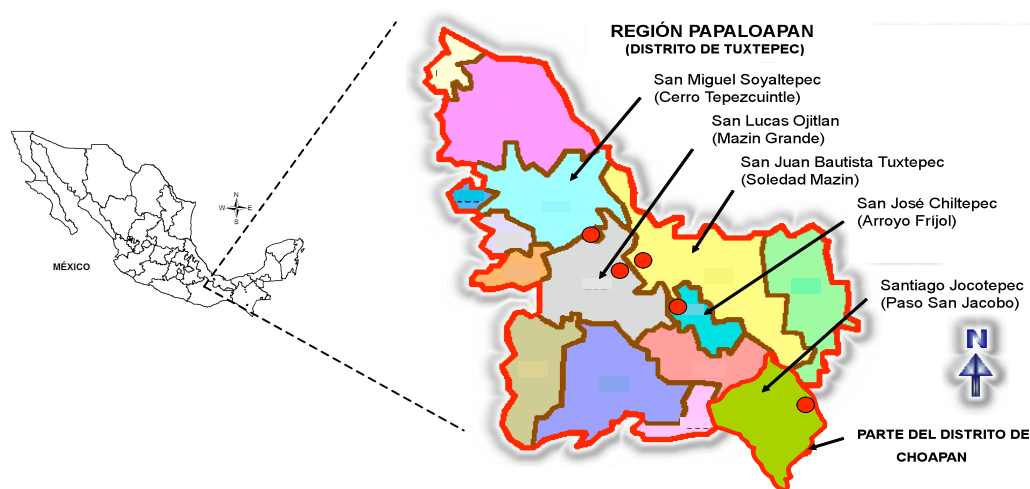 REGIÓN PAPALOAPAN
(DISTRITO DE TUXTEPEC)
San Miguel Soyaltepec
(Cerro Tepezcuintle)
San Lucas Ojitlan
(Mazin Grande)
San Juan Bautista Tuxtepec
(Soledad Mazin)
San José Chiltepec
(Arroyo Fríjol)
Santiago Jocotepec
(Paso San Jacobo)
N
W E
S
MÉXICO
N
PARTE DEL DISTRITO DE
CHOAPAN